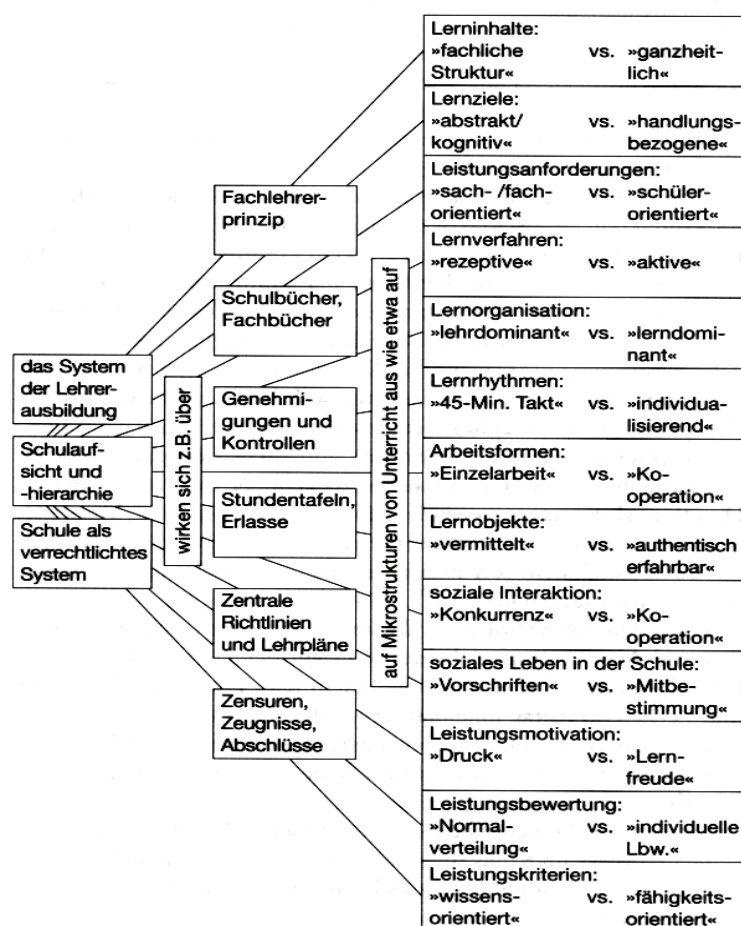 das System
der Lehrer-
ausbildung
Schulauf-
sicht und
-hierarchie
Schule als
verrechtlichtes
System
wirken sich z.B. über
Fachlehrer-
prinzip
Schulbücher,
Fachbücher
Genehmi-
gungen und
Kontrollen
Stundentafeln,
Erlasse
Zentrale
Richtlinien
und Lehrpläne
Zensuren,
Zeugnisse,
Abschlüsse
auf Mikrostrukturen von Unterricht aus wie etwa auf
Lerninhalte:
»fachliche vs. »ganzheit-
Struktur« lich«
Lernziele:
»abstrakt/ vs. »handlungs-
kognitiv« bezogene«
Leistungsanforderungen:
»sach- /fach- vs. »schüler-
orientiert« orientiert«
Lernverfahren:
»rezeptive« vs. »aktive«
Lernorganisation:
»lehrdominant« vs. »lerndomi-
nant«
Lernrhythmen:
»45-Min. Takt« vs. »individua-
lisierend«
Arbeitsformen:
»Einzelarbeit« vs. »Ko-
operation«
Lernobjekte:
»vermittelt« vs. »authentisch
erfahrbar«
soziale Interaktion:
»Konkurrenz« vs. »Ko-
operation«
soziales Leben in der Schule:
»Vorschriften« vs. »Mitbe-
stimmung«
Leistungsmotivation:
»Druck« vs. »Lern-
freude«
Leistungsbewertung:
»Normal- vs. »individuelle
verteilung« Lbw.«
Leistungskriterien:
»wissens- vs. »fähigkeits-
orientiert« orientiert«